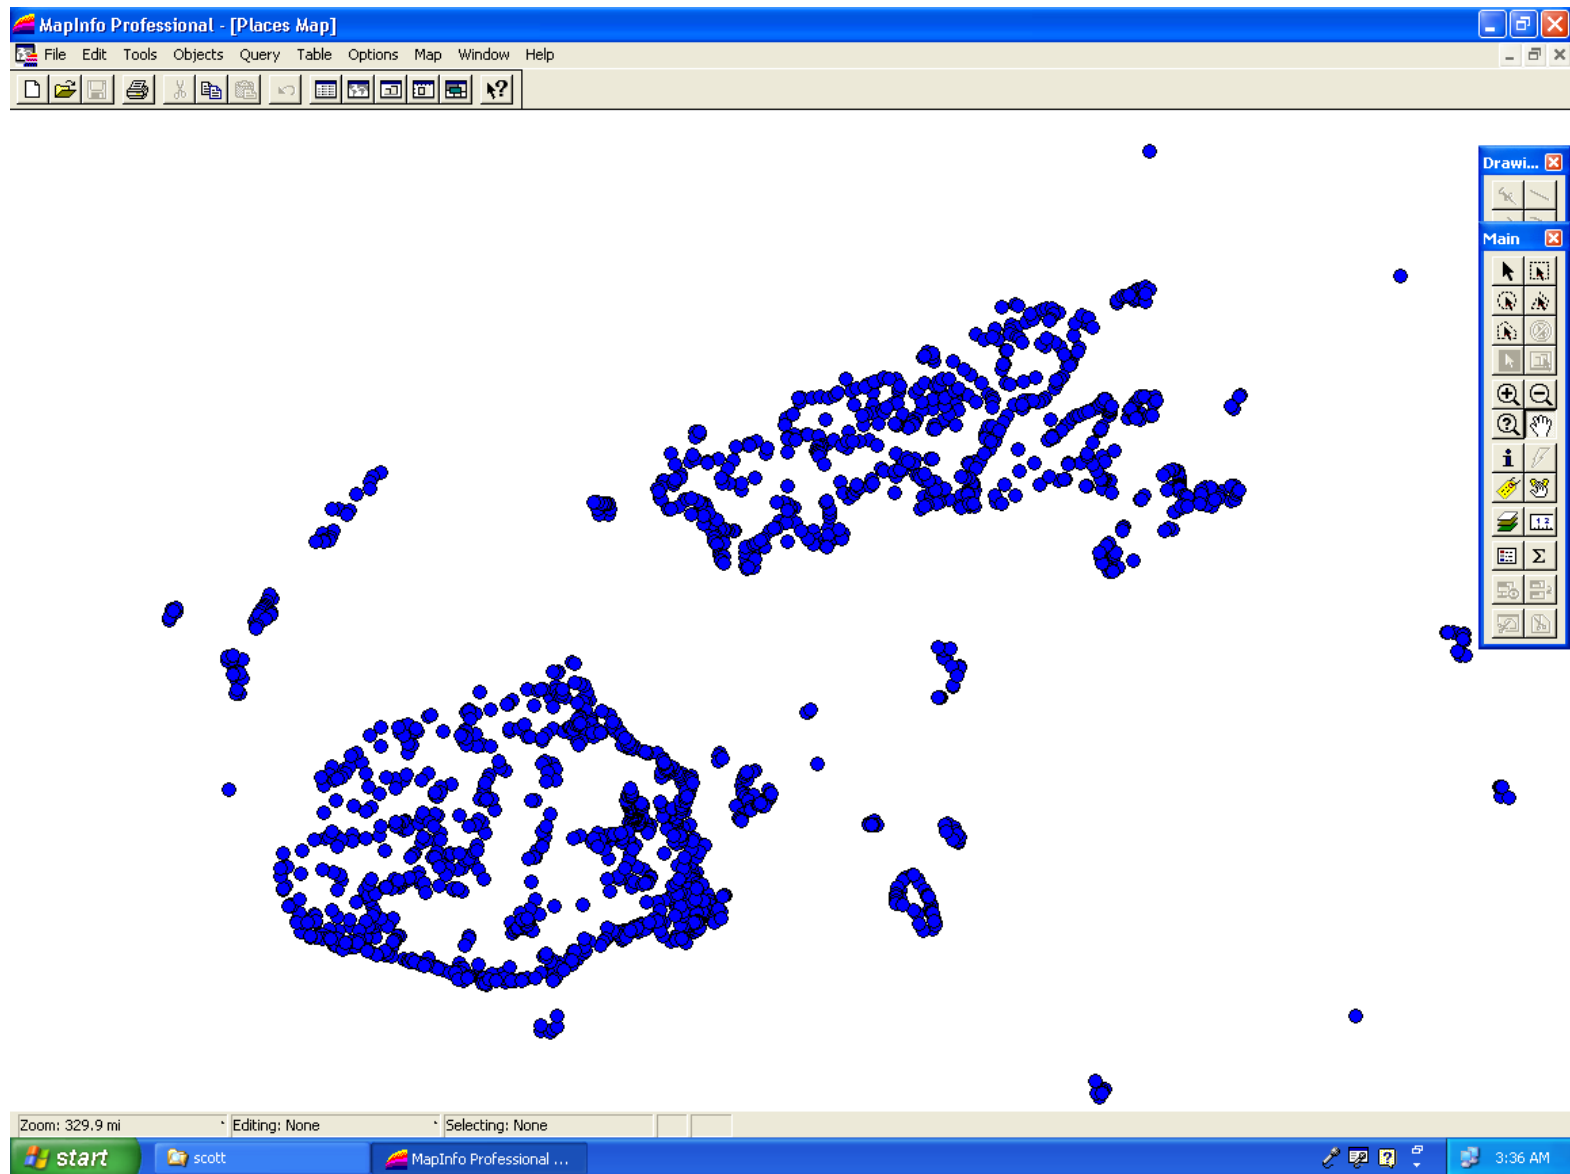 MapInfo Professional - [Places Map]
File Edit Tools Objects Query Table Options Map Window Help
Drawi...
Main
Zoom: 329.9 mi
Editing: None
Selecting: None
start
scott
MapInfo Professional ...
3:36 AM